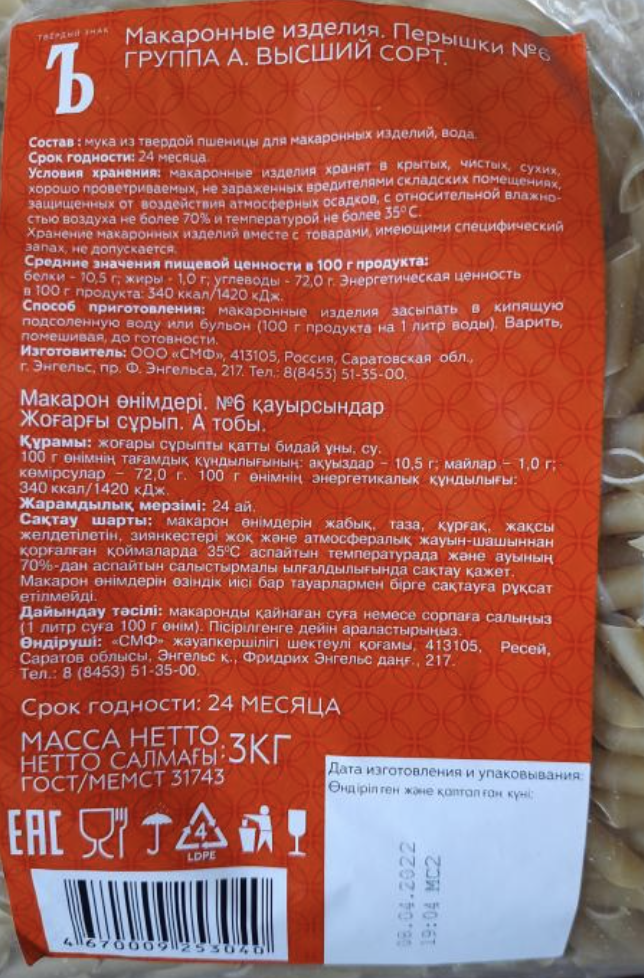 ТВЕРДЫЙ ЗНАК
Ъ
Макаронные изделия. Перышки №6
ГРУППА А. ВЫСШИЙ СОРТ.
Состав : мука из твердой пшеницы для макаронных изделий, вода.
Срок годности: 24 месяца.
Условия хранения: макаронные изделия хранят в крытых, чистых, сухих,
хорошо проветриваемых, не зараженных вредителями складских помещениях,
защищенных от воздействия атмосферных осадков, с относительной влажно-
стью воздуха не более 70% и температурой не более 35°С.
Хранение макаронных изделий вместе с товарами, имеющими специфический
запах, не допускается.
Средние значения пищевой ценности в 100 г продукта:
белки - 10,5 г; жиры - 1,0 г; углеводы - 72,0 г. Энергетическая ценность
в 100 г продукта: 340 ккал/1420 кДж.
Способ приготовления: макаронные изделия засыпать в кипящую
подсоленную воду или бульон (100 г продукта на 1 литр воды). Варить,
помешивая, до готовности.
Изготовитель: ООО «СМФ», 413105, Россия, Саратовская обл.,
г. Энгельс, пр. Ф. Энгельса, 217. Тел.: 8(8453) 51-35-00.
Макарон өнімдері. №6 қауырсындар
Жоғарғы сұрып. А тобы.
Құрамы: жоғары сұрыпты қатты бидай ұны, су.
100 г өнімнің тағамдық құндылығының: ақуыздар – 10,5 г; майлар – 1,0 г;
көмірсулар – 72,0 г. 100 г өнімнің энергетикалық құндылығы:
340 ккал/1420 кДж.
Жарамдылық мерзімі: 24 ай.
Сақтау шарты: макарон өнімдерін жабық, таза, құрғақ, жақсы
желдетілетін, зиянкестері жоқ және атмосфералық жауын-шашыннан
қорғалған қоймаларда 35°С аспайтын температурада және ауының
70%-дан аспайтын салыстырмалы ылғалдылығында сақтау қажет.
Макарон өнімдерін өзіндік иісі бар тауарлармен бірге сақтауға рұқсат
етілмейді.
Дайындау тәсілі: макаронды қайнаған суға немесе сорпаға салыңыз
(1 литр суға 100 г өнім). Пісірілгенге дейін араластырыңыз.
Өндіруші: «СМФ» жауапкершілігі шектеулі қоғамы, 413105, Ресей,
Саратов облысы, Энгельс қ., Фридрих Энгельс даңғ., 217.
Тел.: 8 (8453) 51-35-00.
Срок годности: 24 МЕСЯЦА
МАССА НЕТТО
НЕТТО САЛМАҒЫ: 3КГ
ГОСТ/МЕМСТ 31743
Дата изготовления и упаковывания:
Өндірілген және қапталған күні:
ЕАС
4
LDPE
08.04.2022
19:04 МС2
4 670009 253040